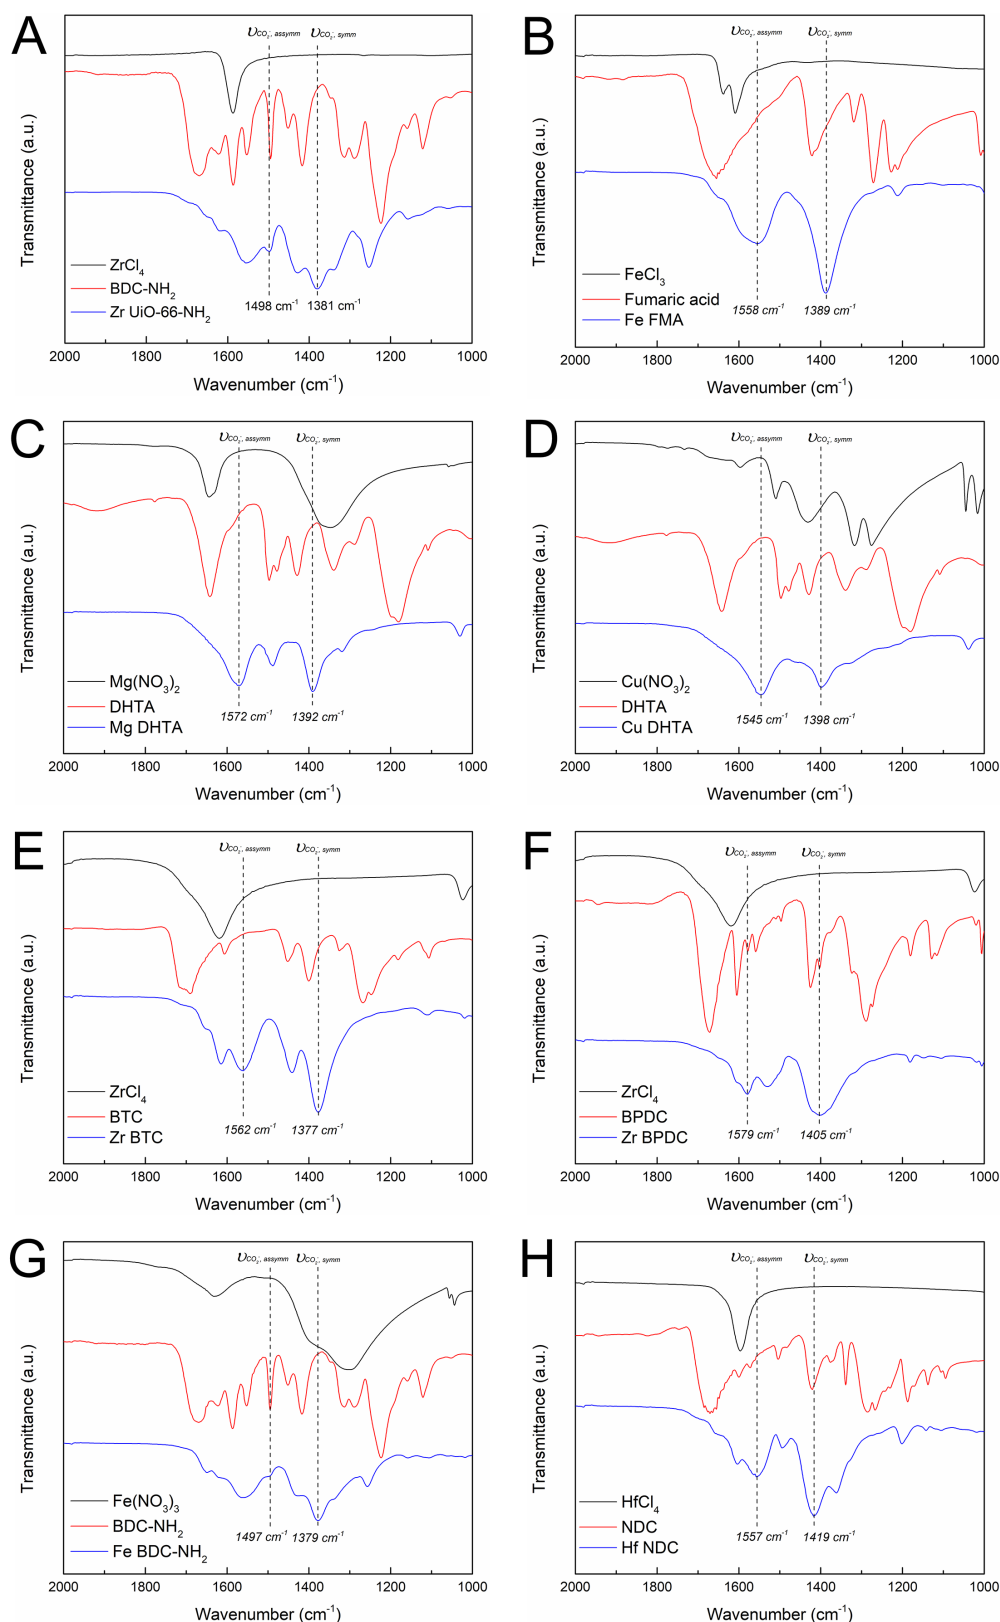 A
υCO₂⁻, assymm υCO₂⁻, symm
Transmittance (a.u.)
ZrCl₄
BDC-NH₂
Zr UiO-66-NH₂
1498 cm⁻¹ 1381 cm⁻¹
2000 1800 1600 1400 1200 1000
Wavenumber (cm⁻¹)
B
υCO₂⁻, assymm υCO₂⁻, symm
Transmittance (a.u.)
FeCl₃
Fumaric acid
Fe FMA
1558 cm⁻¹ 1389 cm⁻¹
2000 1800 1600 1400 1200 1000
Wavenumber (cm⁻¹)
C
υCO₂⁻, assymm υCO₂⁻, symm
Transmittance (a.u.)
Mg(NO₃)₂
DHTA
Mg DHTA
1572 cm⁻¹ 1392 cm⁻¹
2000 1800 1600 1400 1200 1000
Wavenumber (cm⁻¹)
D
υCO₂⁻, assymm υCO₂⁻, symm
Transmittance (a.u.)
Cu(NO₃)₂
DHTA
Cu DHTA
1545 cm⁻¹ 1398 cm⁻¹
2000 1800 1600 1400 1200 1000
Wavenumber (cm⁻¹)
E
υCO₂⁻, assymm υCO₂⁻, symm
Transmittance (a.u.)
ZrCl₄
BTC
Zr BTC
1562 cm⁻¹ 1377 cm⁻¹
2000 1800 1600 1400 1200 1000
Wavenumber (cm⁻¹)
F
υCO₂⁻, assymm υCO₂⁻, symm
Transmittance (a.u.)
ZrCl₄
BPDC
Zr BPDC
1579 cm⁻¹ 1405 cm⁻¹
2000 1800 1600 1400 1200 1000
Wavenumber (cm⁻¹)
G
υCO₂⁻, assymm υCO₂⁻, symm
Transmittance (a.u.)
Fe(NO₃)₃
BDC-NH₂
Fe BDC-NH₂
1497 cm⁻¹ 1379 cm⁻¹
2000 1800 1600 1400 1200 1000
Wavenumber (cm⁻¹)
H
υCO₂⁻, assymm υCO₂⁻, symm
Transmittance (a.u.)
HfCl₄
NDC
Hf NDC
1557 cm⁻¹ 1419 cm⁻¹
2000 1800 1600 1400 1200 1000
Wavenumber (cm⁻¹)